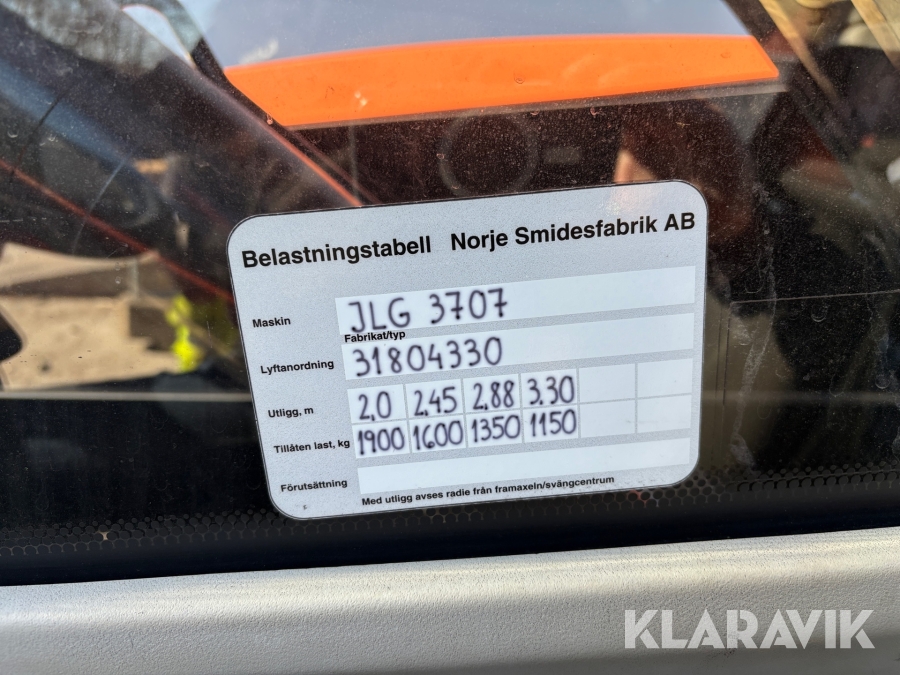 Belastningstabell Norje Smidesfabrik AB
Maskin JLG 3707
Fabrikat/typ
Lyftanordning 31804330
Utligg, m 2,0 2,45 2,88 3.30
Tillåten last, kg 1900 1600 1350 1150
Förutsättning
Med utligg avses radie från framaxeln/svängcentrum
KLARAVIK